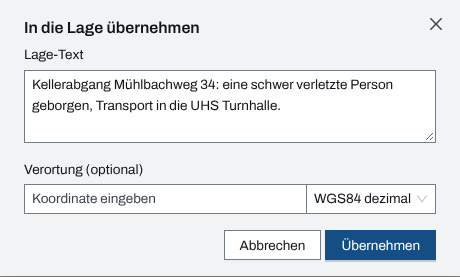 In die Lage übernehmen
Lage-Text
Kellerabgang Mühlbachweg 34: eine schwer verletzte Person
geborgen, Transport in die UHS Turnhalle.
Verortung (optional)
Koordinate eingeben
WGS84 dezimal
Abbrechen
Übernehmen